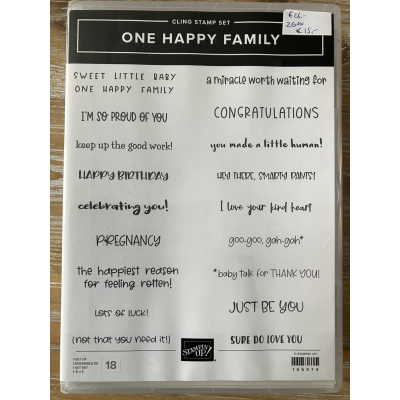 CLING STAMP SET
ONE HAPPY FAMILY
€15,-
SWEET LITTLE BABY
ONE HAPPY FAMILY
I'M SO PROUD OF YOU
keep up the good work!
HAPPY BIRTHDAY
celebrating you!
PREGNANCY
the happiest reason
for feeling rotten!
LOTS OF LUCK!
(not that you need it!)
a miracle worth waiting for
CONGRATULATIONS
you made a little human!
HEY THERE, SMARTY PANTS!
I love your kind heart
goo-goo, gah-gah*
*baby talk for THANK YOU!
JUST BE YOU
SURE DO LOVE YOU
18
STAMPIN' UP!
155474